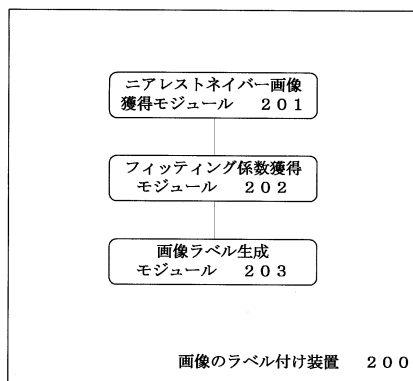 ニアレストネイバー画像
獲得モジュール　２０１
フィッティング係数獲得
モジュール　２０２
画像ラベル生成
モジュール　２０３
画像のラベル付け装置　２００